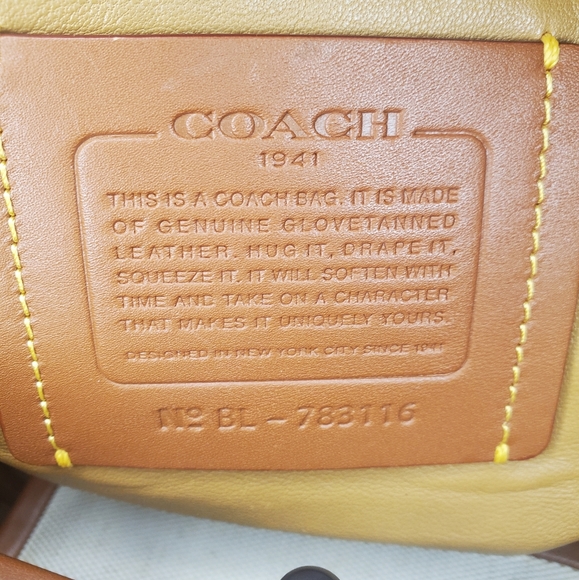 COACH
1941
THIS IS A COACH BAG. IT IS MADE
OF GENUINE GLOVETANNED
LEATHER. HUG IT, DRAPE IT,
SQUEEZE IT. IT WILL SOFTEN WITH
TIME AND TAKE ON A CHARACTER
THAT MAKES IT UNIQUELY YOURS.
DESIGNED IN NEW YORK CITY SINCE 1941
Nº BL – 783116